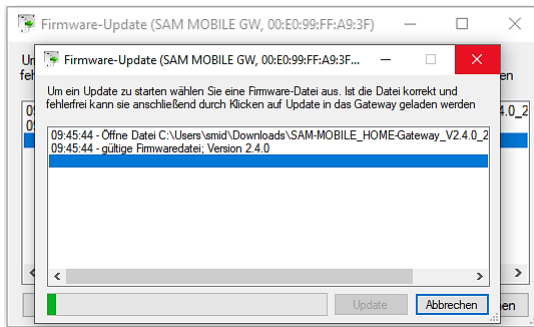 Firmware-Update (SAM MOBILE GW, 00:E0:99:FF:A9:3F)
Firmware-Update (SAM MOBILE GW, 00:E0:99:FF:A9:3F...
Um ein Update zu starten wählen Sie eine Firmware-Datei aus. Ist die Datei korrekt und
fehlerfrei kann sie anschließend durch Klicken auf Update in das Gateway geladen werden
09:45:44 - Öffne Datei C:\Users\smid\Downloads\SAM-MOBILE_HOME-Gateway_V2.4.0_2
09:45:44 - gültige Firmwaredatei; Version 2.4.0
Update
Abbrechen